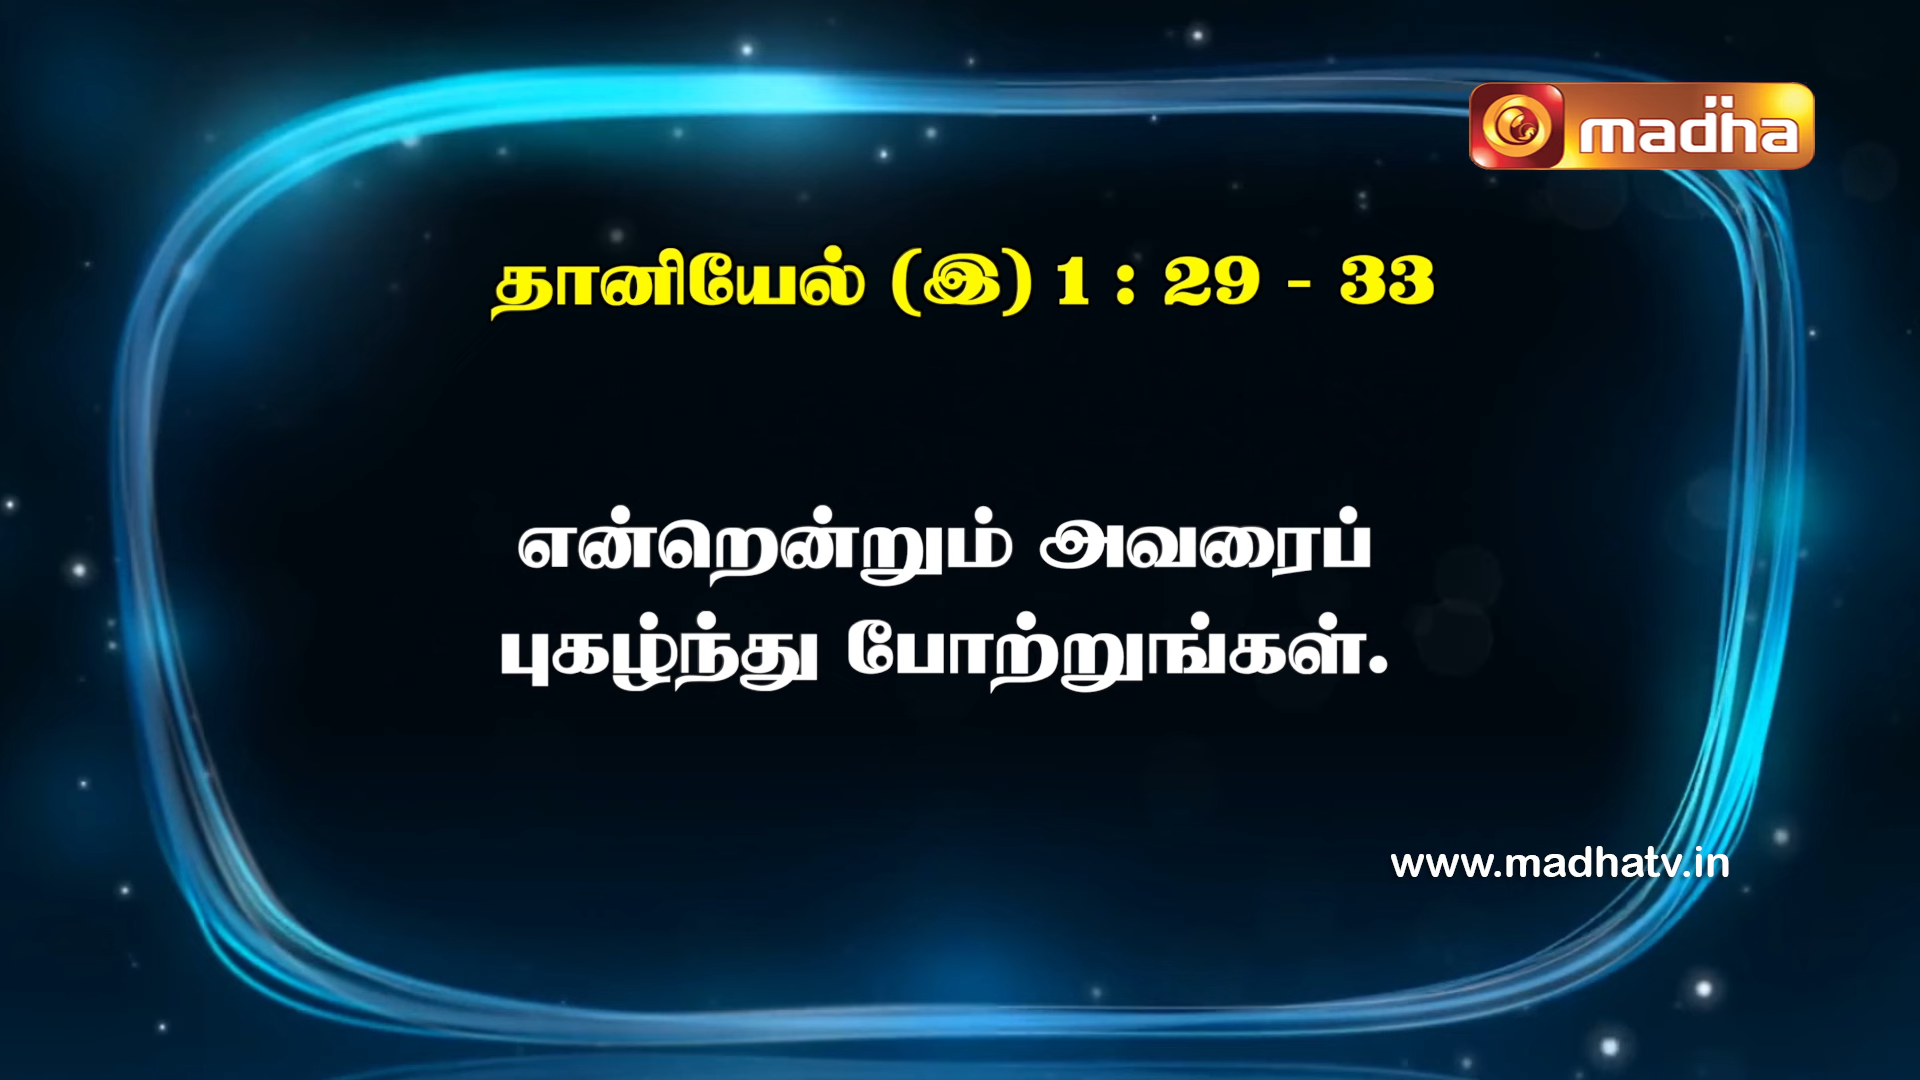 madha
தானியேல் (இ) 1 : 29 - 33
என்றென்றும் அவரைப்
புகழ்ந்து போற்றுங்கள்.
www.madhatv.in